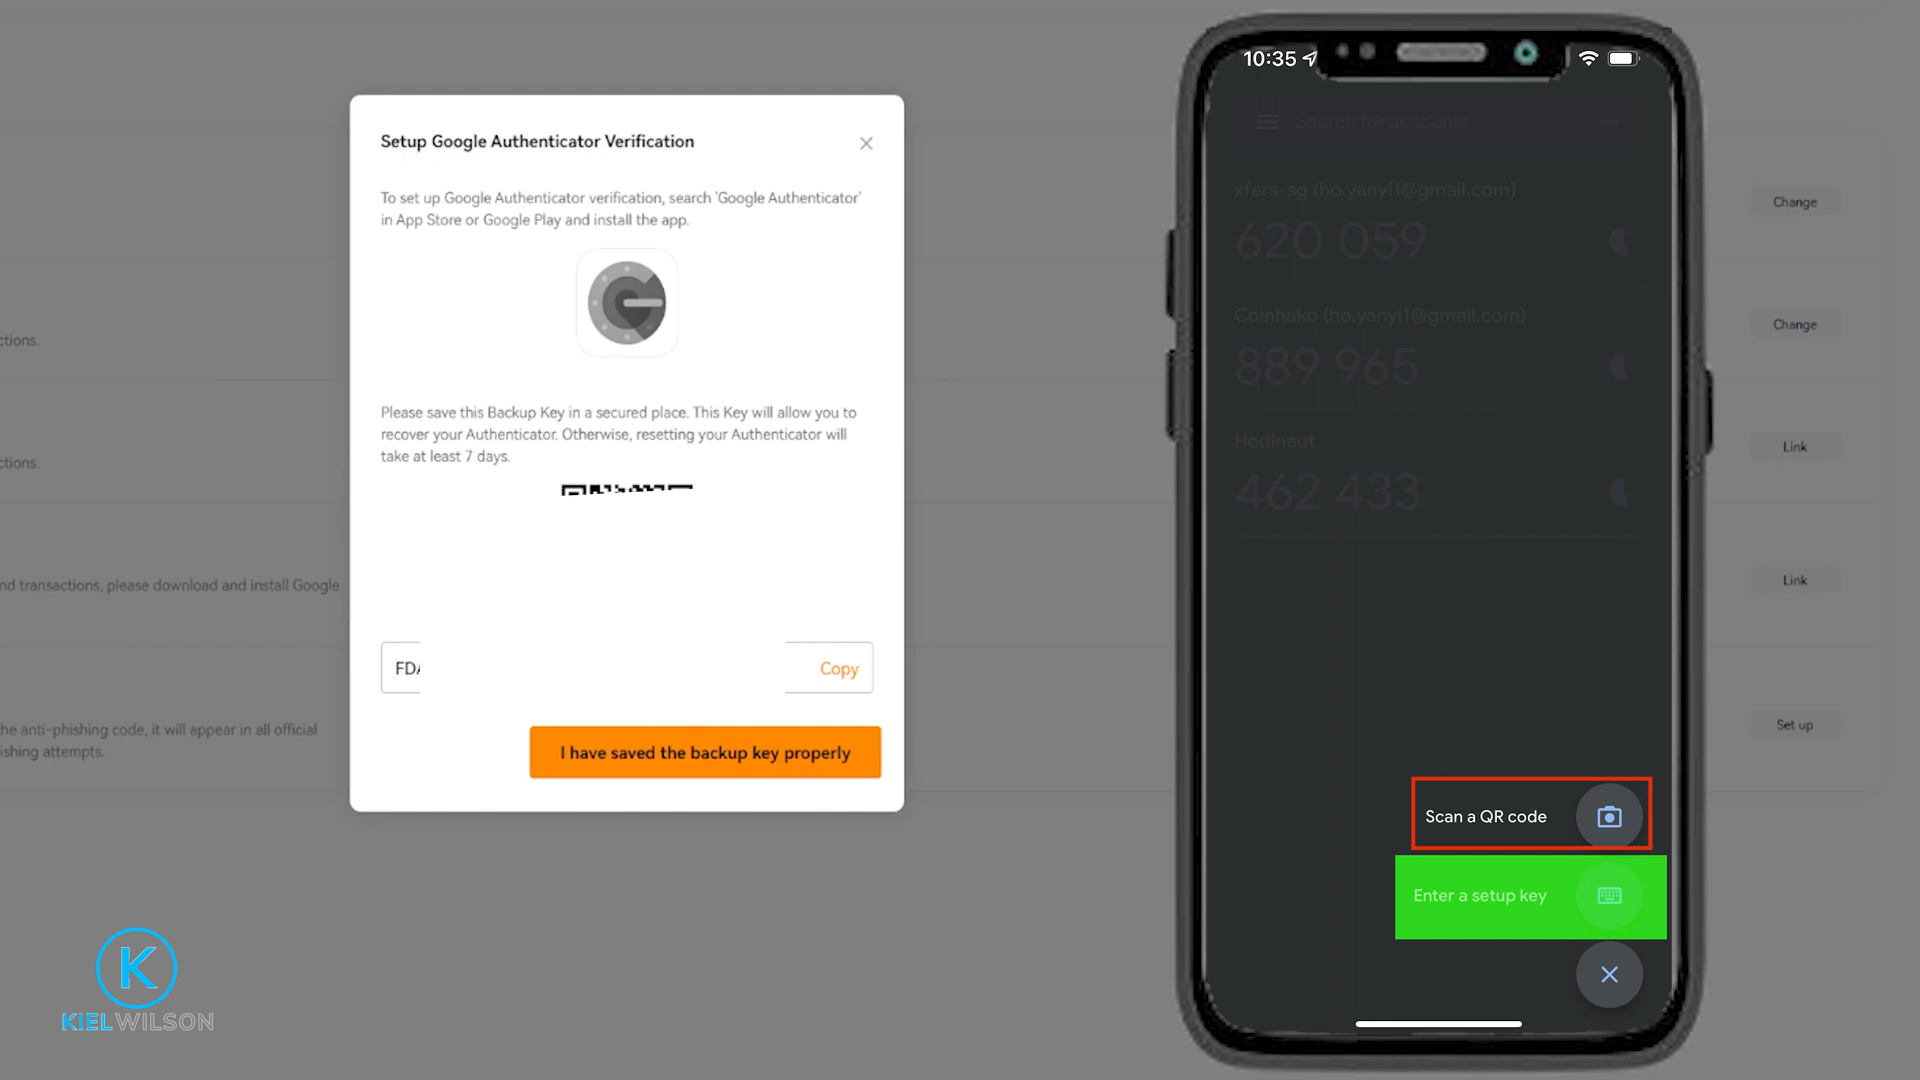 Setup Google Authenticator Verification
To set up Google Authenticator verification, search 'Google Authenticator'
in App Store or Google Play and install the app.
Please save this Backup Key in a secured place. This Key will allow you to
recover your Authenticator. Otherwise, resetting your Authenticator will
take at least 7 days.
FDA
Copy
I have saved the backup key properly
ctions.
ctions.
nd transactions, please download and install Google
he anti-phishing code, it will appear in all official
ishing attempts.
KIELWILSON
10:35
Search for accounts
xfers-sg (ho.yanyl1@gmail.com)
620 059
Coinhako (ho.yanyl1@gmail.com)
889 965
Hodlnaut
462 433
Scan a QR code
Enter a setup key
Change
Change
Link
Link
Set up